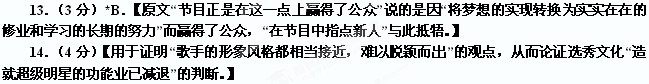 13.（3分）*B.【原文“节目正是在这一点上赢得了公众”说的是因“将梦想的实现转换为实实在在的
修业和学习的长期的努力”而赢得了公众，“在节目中指点新人”与此抵牾。】
14.（4分）【用于证明“歌手的形象风格都相当接近，难以脱颖而出”的观点，从而论证选秀文化“造
就超级明星的功能业已减退”的判断。】